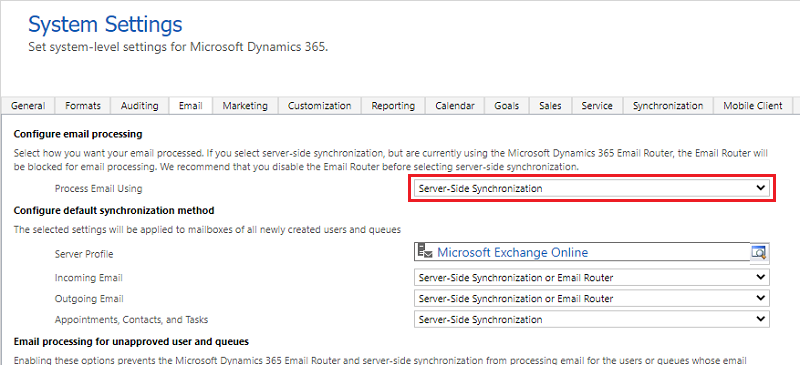 System Settings
Set system-level settings for Microsoft Dynamics 365.
General Formats Auditing Email Marketing Customization Reporting Calendar Goals Sales Service Synchronization Mobile Client
Configure email processing
Select how you want your email processed. If you select server-side synchronization, but are currently using the Microsoft Dynamics 365 Email Router, the Email Router will
be blocked for email processing. We recommend that you disable the Email Router before selecting server-side synchronization.
Process Email Using Server-Side Synchronization
Configure default synchronization method
The selected settings will be applied to mailboxes of all newly created users and queues
Server Profile Microsoft Exchange Online
Incoming Email Server-Side Synchronization or Email Router
Outgoing Email Server-Side Synchronization or Email Router
Appointments, Contacts, and Tasks Server-Side Synchronization
Email processing for unapproved user and queues
Enabling these options prevents the Microsoft Dynamics 365 Email Router and server-side synchronization from processing email for the users or queues whose email